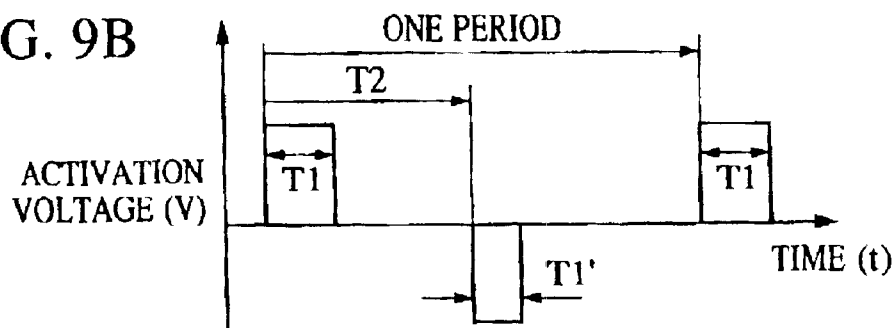 G. 9B
ONE PERIOD
T2
ACTIVATION
VOLTAGE (V)
T1
T1
TIME (t)
T1'